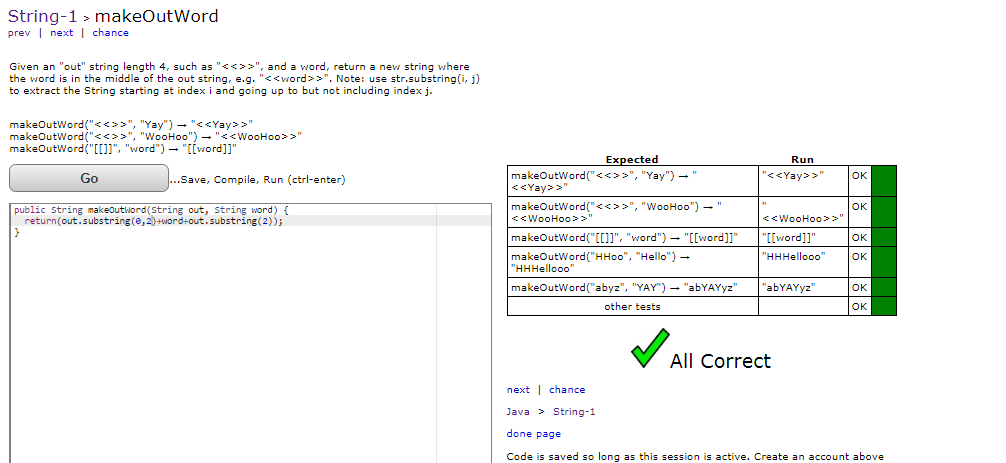 String-1 > makeOutWord
prev | next | chance
Given an "out" string length 4, such as "<<>>", and a word, return a new string where
the word is in the middle of the out string, e.g. "<<word>>". Note: use str.substring(i, j)
to extract the String starting at index i and going up to but not including index j.
makeOutWord("<<>>", "Yay") → "<<Yay>>"
makeOutWord("<<>>", "WooHoo") → "<<WooHoo>>"
makeOutWord("[[]]", "word") → "[[word]]"
Go
...Save, Compile, Run (ctrl-enter)
public String makeOutWord(String out, String word) {
return(out.substring(0,2)+word+out.substring(2));
}
Expected Run
makeOutWord("<<>>", "Yay") → " "<<Yay>>" OK
<<Yay>>"
makeOutWord("<<>>", "WooHoo") → " " OK
<<WooHoo>>" <<WooHoo>>"
makeOutWord("[[]]", "word") → "[[word]]" "[[word]]" OK
makeOutWord("HHoo", "Hello") → "HHHellooo" OK
"HHHellooo"
makeOutWord("abyz", "YAY") → "abYAYyz" "abYAYyz" OK
other tests OK
All Correct
next | chance
Java > String-1
done page
Code is saved so long as this session is active. Create an account above